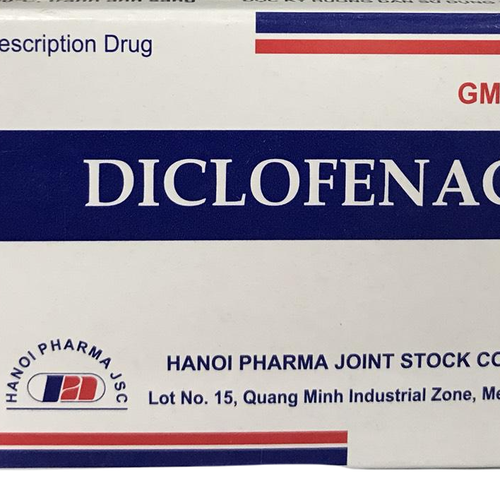 escription Drug
GM
DICLOFENAC
HANOI PHARMA JSC
HANOI PHARMA JOINT STOCK CO
Lot No. 15, Quang Minh Industrial Zone, Me